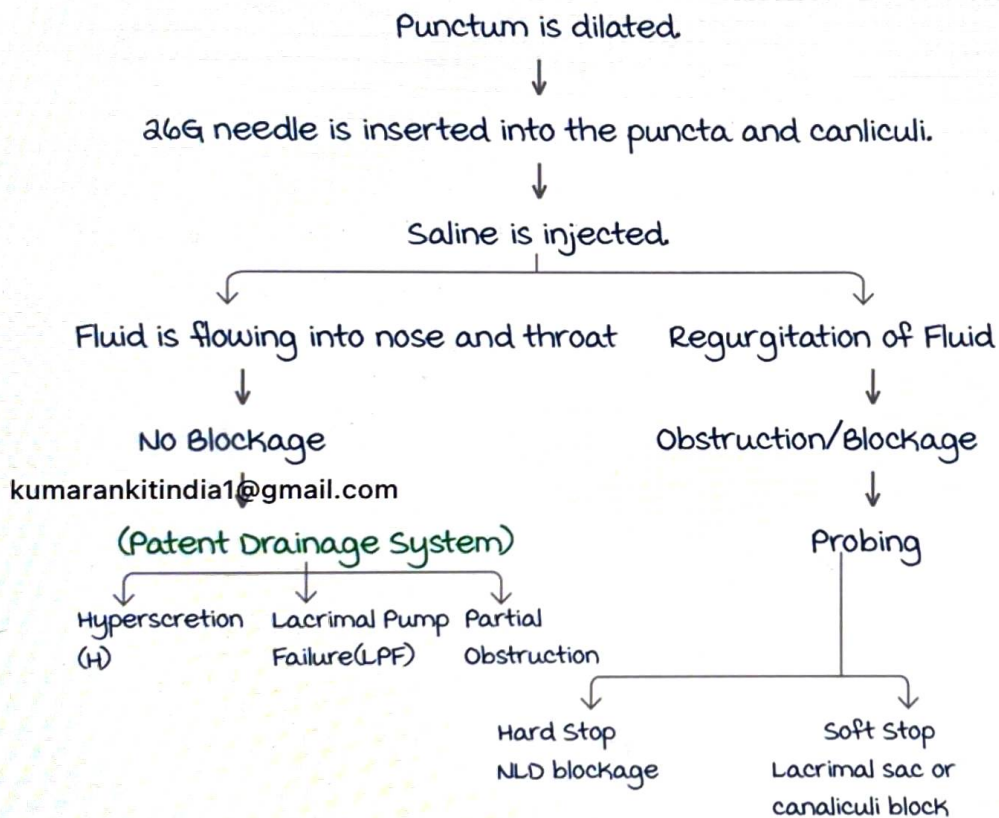 Punctum is dilated.
26G needle is inserted into the puncta and canliculi.
Saline is injected.
Fluid is flowing into nose and throat
Regurgitation of Fluid
No Blockage
Obstruction/Blockage
kumarankitindia1@gmail.com
(Patent Drainage System)
Probing
Hyperscretion
(H)
Lacrimal Pump
Failure(LPF)
Partial
Obstruction
Hard Stop
NLD blockage
Soft Stop
Lacrimal sac or
canaliculi block